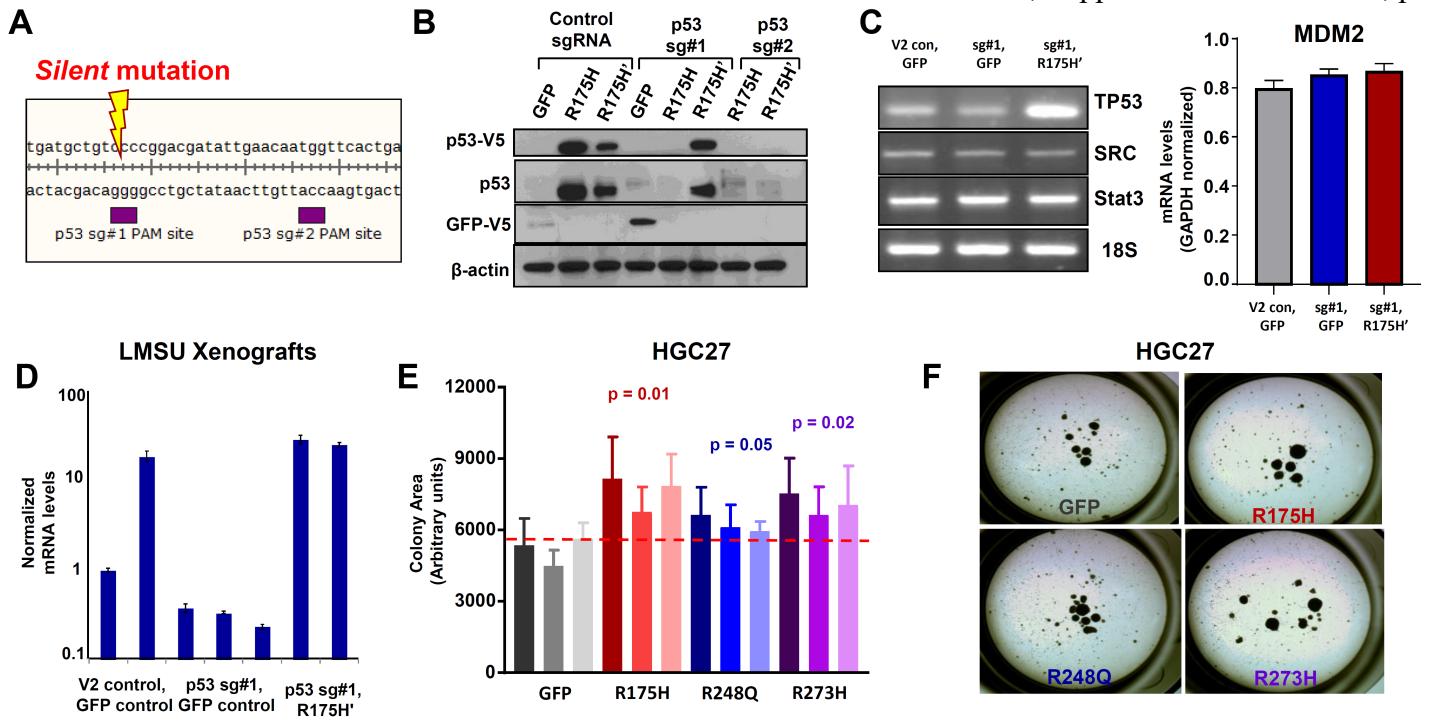 A
Silent mutation
tgatgctgtccccggacgatattgaacaatggttcactga
actacgacaggggcctgctataacttgttaccaagtgact
p53 sg#1 PAM site
p53 sg#2 PAM site
B
Control
sgRNA
p53
sg#1
p53
sg#2
GFP
R175H
R175H'
GFP
R175H
R175H'
R175H
R175H'
p53-V5
p53
GFP-V5
β-actin
C
V2 con,
GFP
sg#1,
GFP
sg#1,
R175H'
TP53
SRC
Stat3
18S
MDM2
mRNA levels
(GAPDH normalized)
1.0
0.8
0.6
0.4
0.2
0.0
V2 con,
GFP
sg#1,
GFP
sg#1,
R175H'
D
LMSU Xenografts
Normalized
mRNA levels
100
10
1
0.1
V2 control,
GFP control
p53 sg#1,
GFP control
p53 sg#1,
R175H'
E
HGC27
Colony Area
(Arbitrary units)
12000
9000
6000
3000
0
p = 0.01
p = 0.05
p = 0.02
GFP
R175H
R248Q
R273H
F
HGC27
GFP
R175H
R248Q
R273H